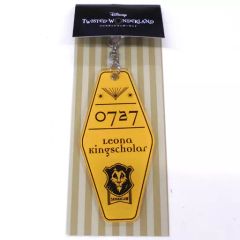 Disney
TWISTED WONDERLAND
0727
Leona
Kingscholar